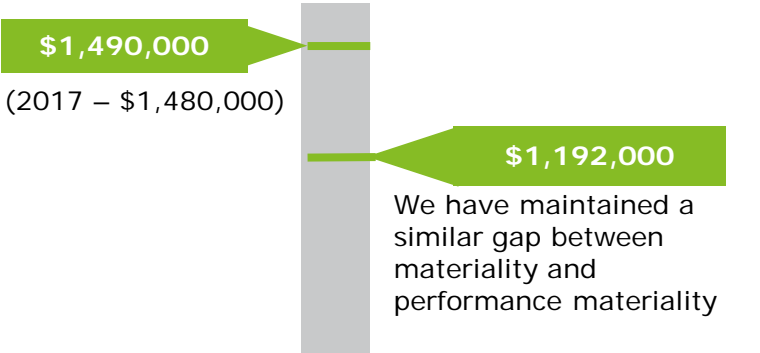 $1,490,000
(2017 – $1,480,000)
$1,192,000
We have maintained a
similar gap between
materiality and
performance materiality